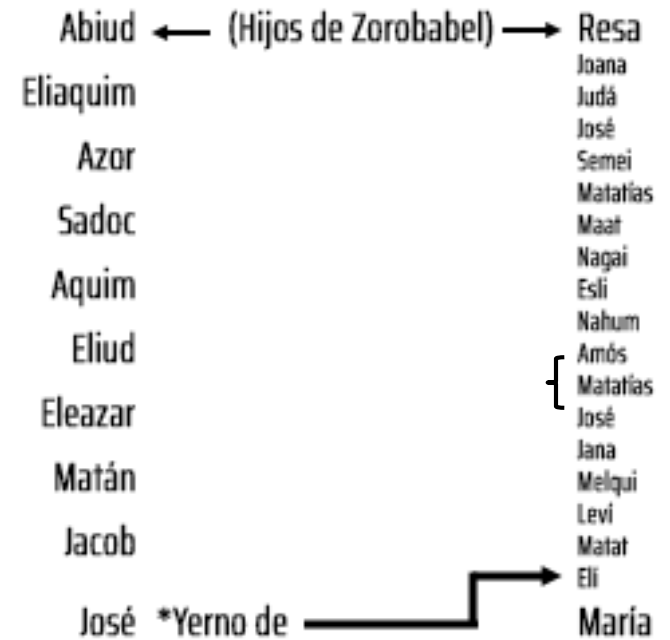 Abiud (Hijos de Zorobabel) Resa
Joana
Eliaquim Judá
José
Azor Semei
Matatías
Sadoc Maat
Nagai
Aquim Esli
Nahum
Eliud Amós
Matatías
Eleazar José
Jana
Matán Melqui
Leví
Jacob Matat
Eli
José *Yerno de María